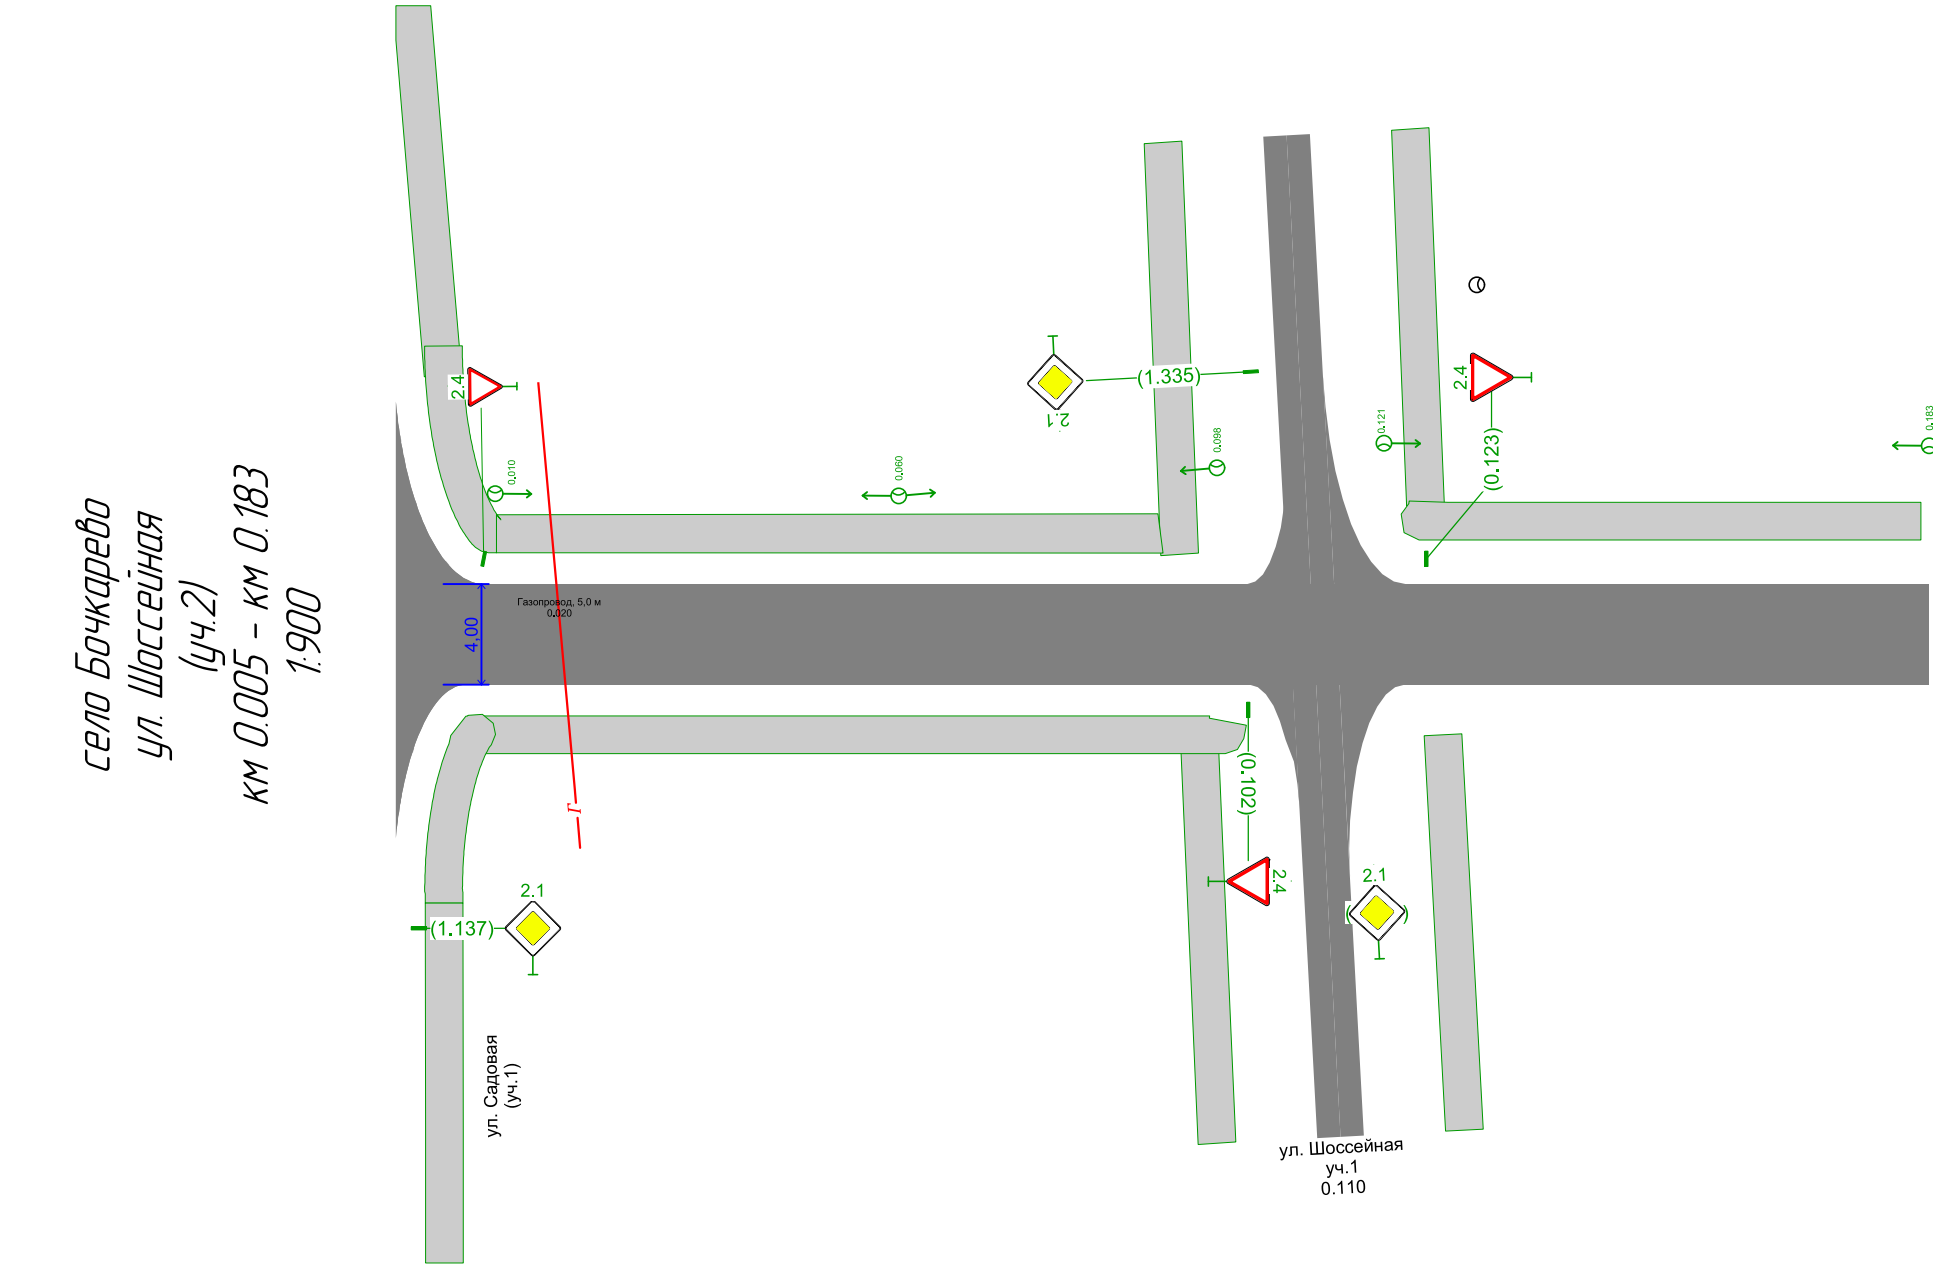 село Бочкарево
ул. Шоссейная
(уч.2)
км 0.005 - км 0.183
1:900
2.4
0.010
Газопровод, 5,0 м
0.020
4,00
Г
0.060
2.1
(1.335)
0.098
0.121
2.4
(0.123)
0.183
(0.102)
2.4
2.1
( )
2.1
(1.137)
ул. Садовая
(уч.1)
ул. Шоссейная
уч.1
0.110